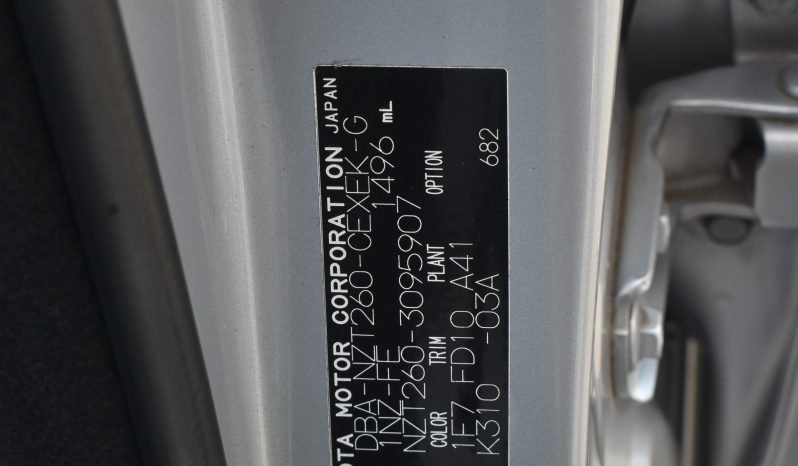 OTA MOTOR CORPORATION JAPAN
DBA-NZT260-CEXEK-G
1NZ-FE 1496 mL
NZT260-3095907
COLOR TRIM PLANT OPTION
1F7 FD10 A41 682
K310 -03A